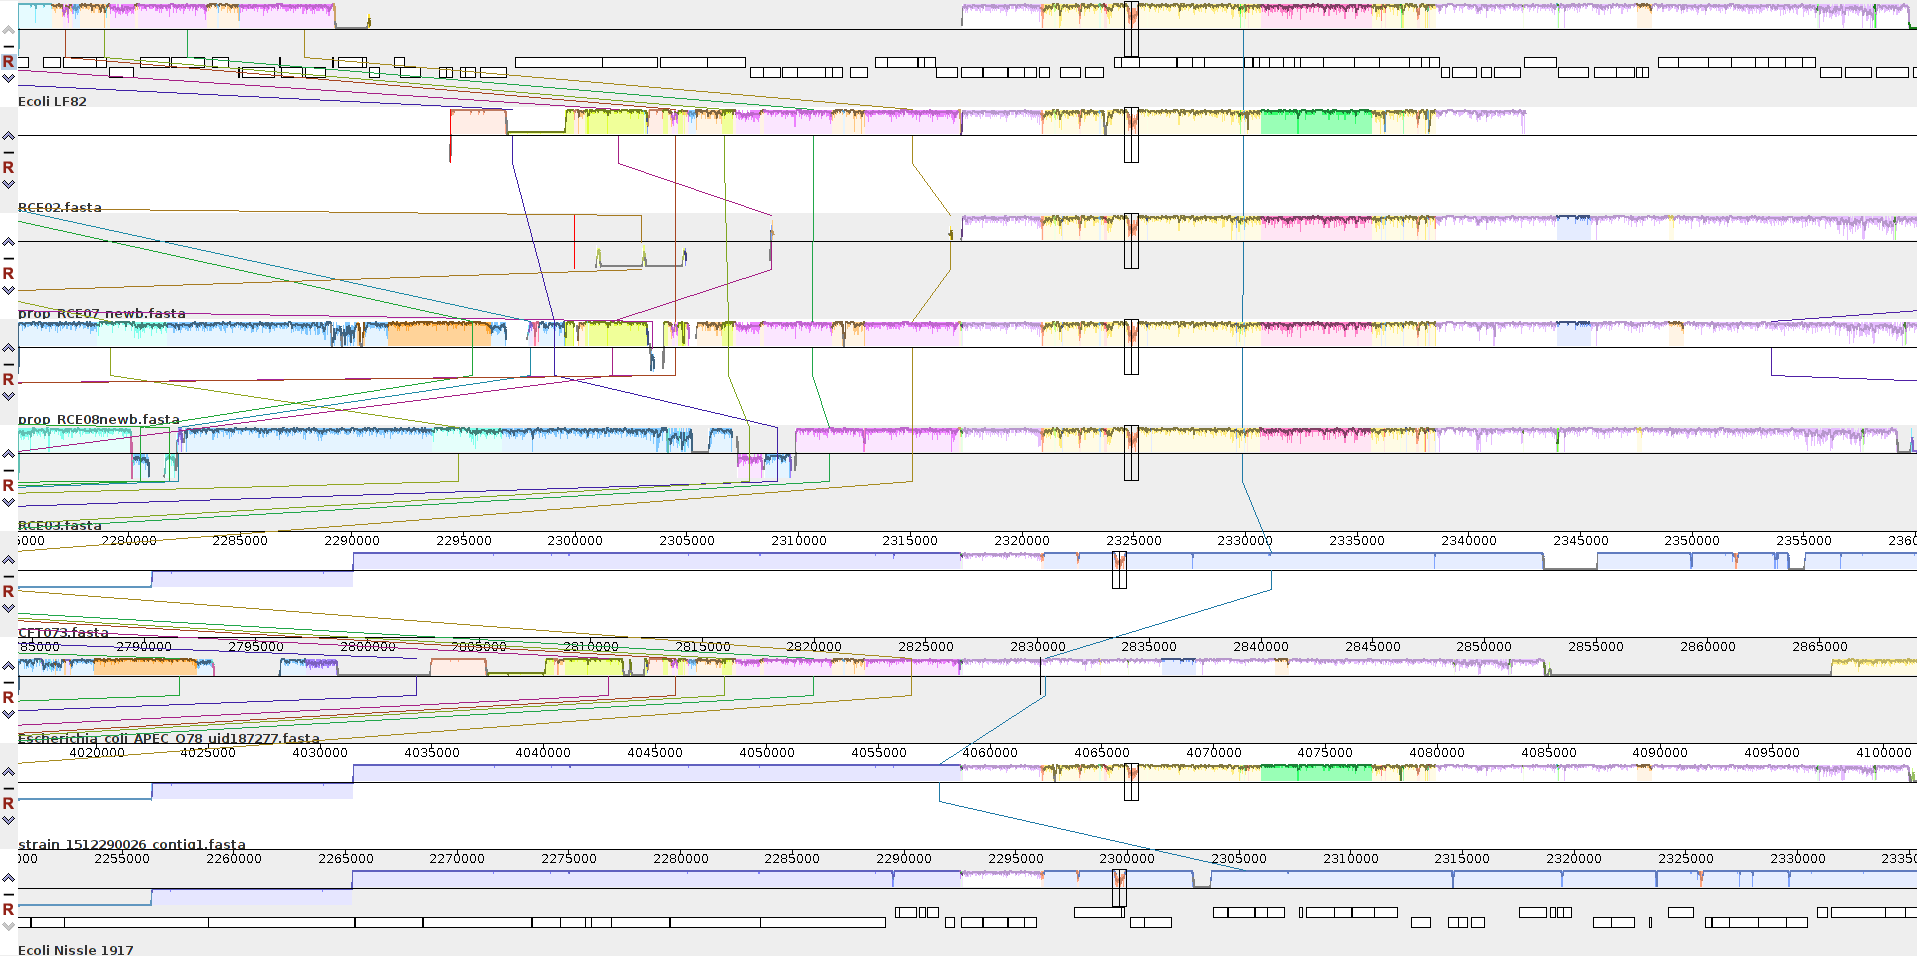 R
Ecoli LF82
R
RCE02.fasta
R
prop_RCE07_newb.fasta
R
prop_RCE08newb.fasta
R
RCE03.fasta
2280000 2285000 2290000 2295000 2300000 2305000 2310000 2315000 2320000 2325000 2330000 2335000 2340000 2345000 2350000 2355000 2360
R
CFT073.fasta
85000 2790000 2795000 2800000 2805000 2810000 2815000 2820000 2825000 2830000 2835000 2840000 2845000 2850000 2855000 2860000 2865000
R
Escherichia_coli_APEC_O78_uid187277.fasta
4020000 4025000 4030000 4035000 4040000 4045000 4050000 4055000 4060000 4065000 4070000 4075000 4080000 4085000 4090000 4095000 4100000
R
strain_1512290026_contig1.fasta
000 2255000 2260000 2265000 2270000 2275000 2280000 2285000 2290000 2295000 2300000 2305000 2310000 2315000 2320000 2325000 2330000 2335
R
Ecoli Nissle 1917